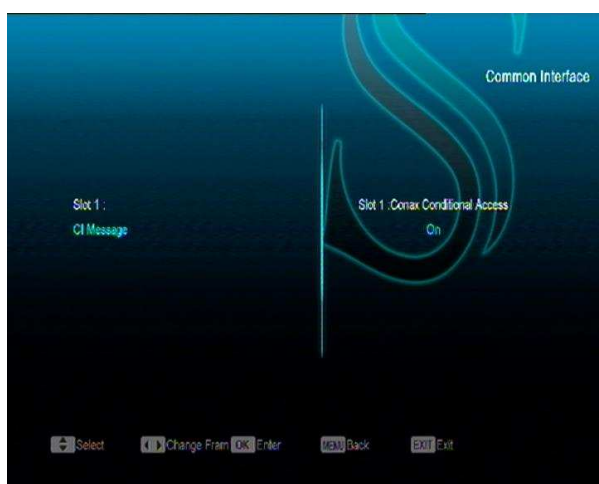 Common Interface
Slot 1 :
Slot 1 :Conax Conditional Access
CI Message
On
Select Change Fram OK Enter MENU Back EXIT Exit